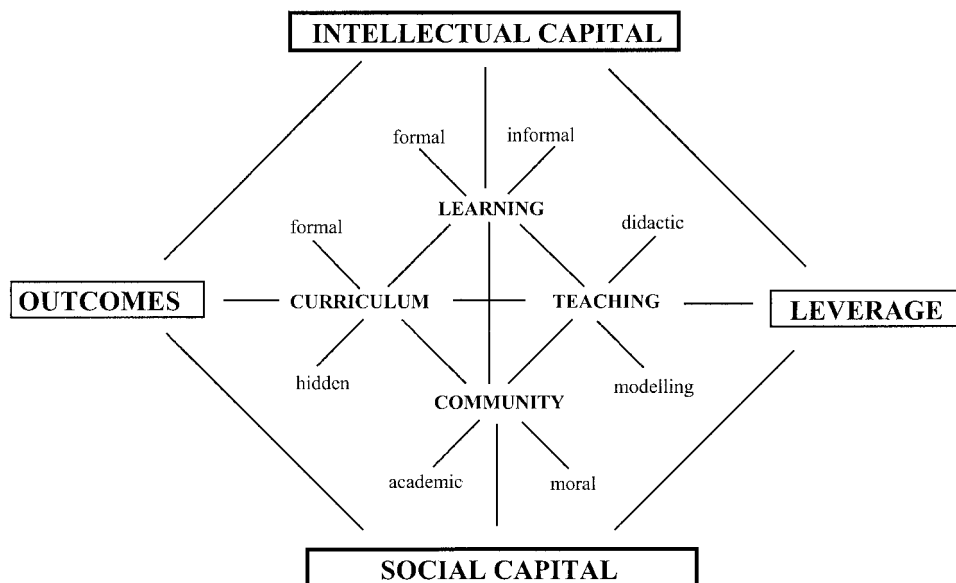 INTELLECTUAL CAPITAL
formal informal
LEARNING
formal didactic
OUTCOMES CURRICULUM TEACHING LEVERAGE
hidden modelling
COMMUNITY
academic moral
SOCIAL CAPITAL